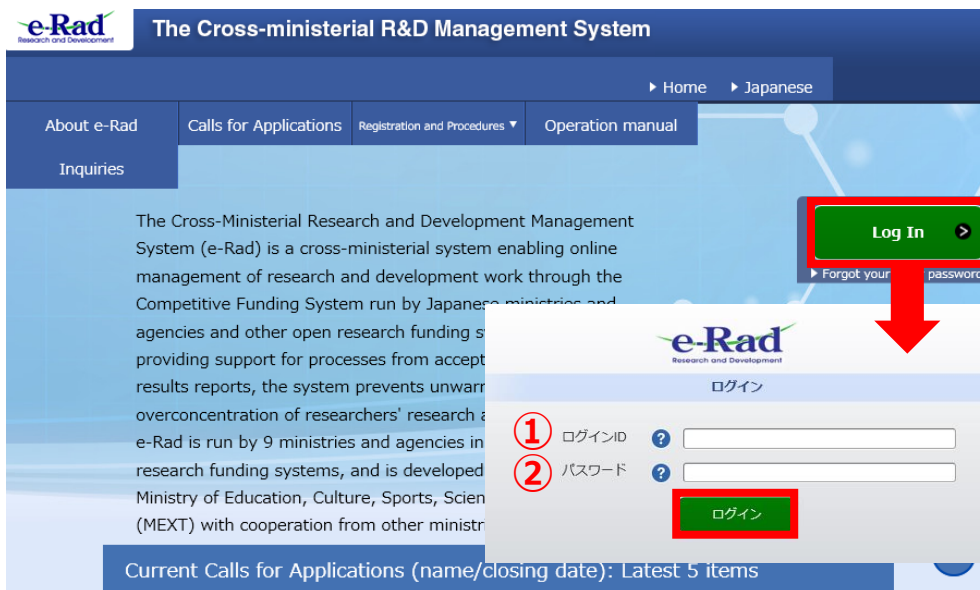 e-Rad
Research and Development
The Cross-ministerial R&D Management System
Home
Japanese
About e-Rad
Calls for Applications
Registration and Procedures ▼
Operation manual
Inquiries
The Cross-Ministerial Research and Development Management
System (e-Rad) is a cross-ministerial system enabling online
management of research and development work through the
Competitive Funding System run by Japanese ministries and
agencies and other open research funding
providing support for processes from
results reports, the system prevents
overconcentration of researchers' research
e-Rad is run by 9 ministries and agencies in
research funding systems, and is developed
Ministry of Education, Culture, Sports,
(MEXT) with cooperation from other
Log In
Forgot your
password
e-Rad
Research and Development
ログイン
① ログインID ?
② パスワード ?
ログイン
Current Calls for Applications (name/closing date): Latest 5 items